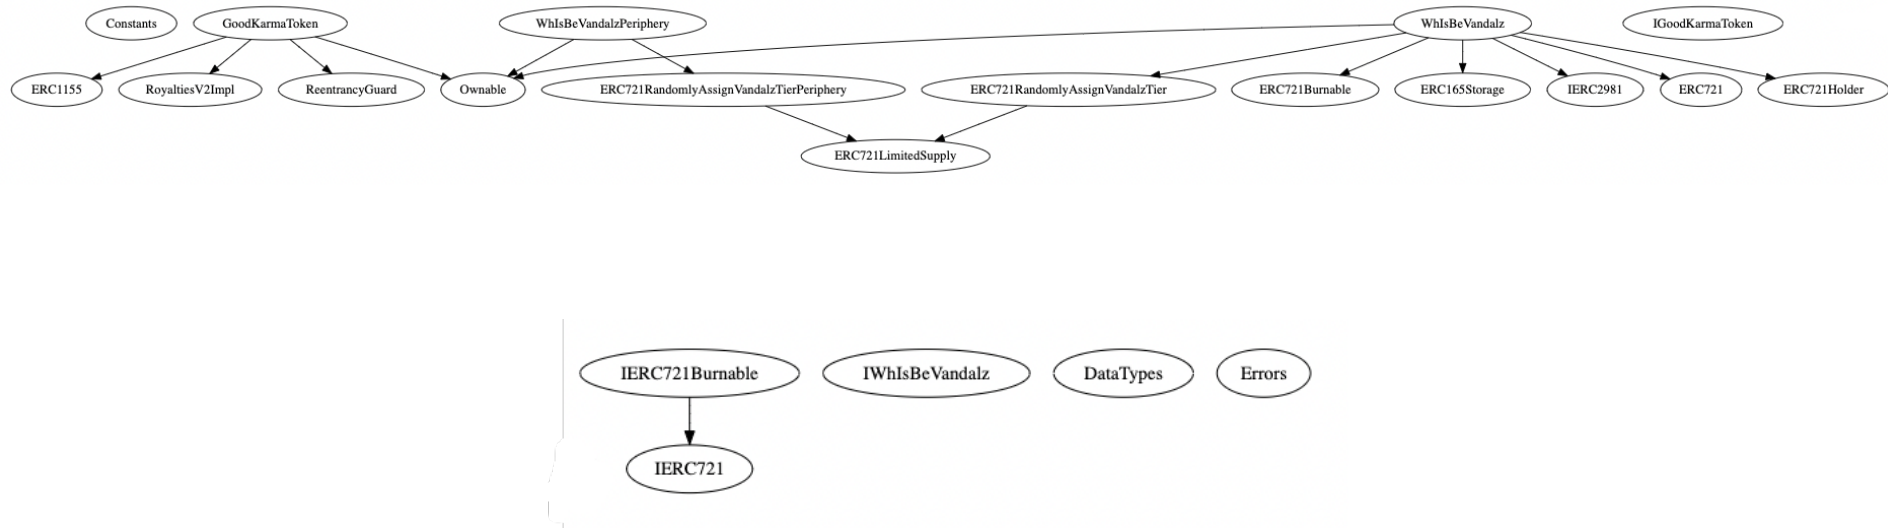 Constants
GoodKarmaToken
WhIsBeVandalzPeriphery
WhIsBeVandalz
IGoodKarmaToken
ERC1155
RoyaltiesV2Impl
ReentrancyGuard
Ownable
ERC721RandomlyAssignVandalzTierPeriphery
ERC721RandomlyAssignVandalzTier
ERC721Burnable
ERC165Storage
IERC2981
ERC721
ERC721Holder
ERC721LimitedSupply
IERC721Burnable
IWhIsBeVandalz
DataTypes
Errors
IERC721